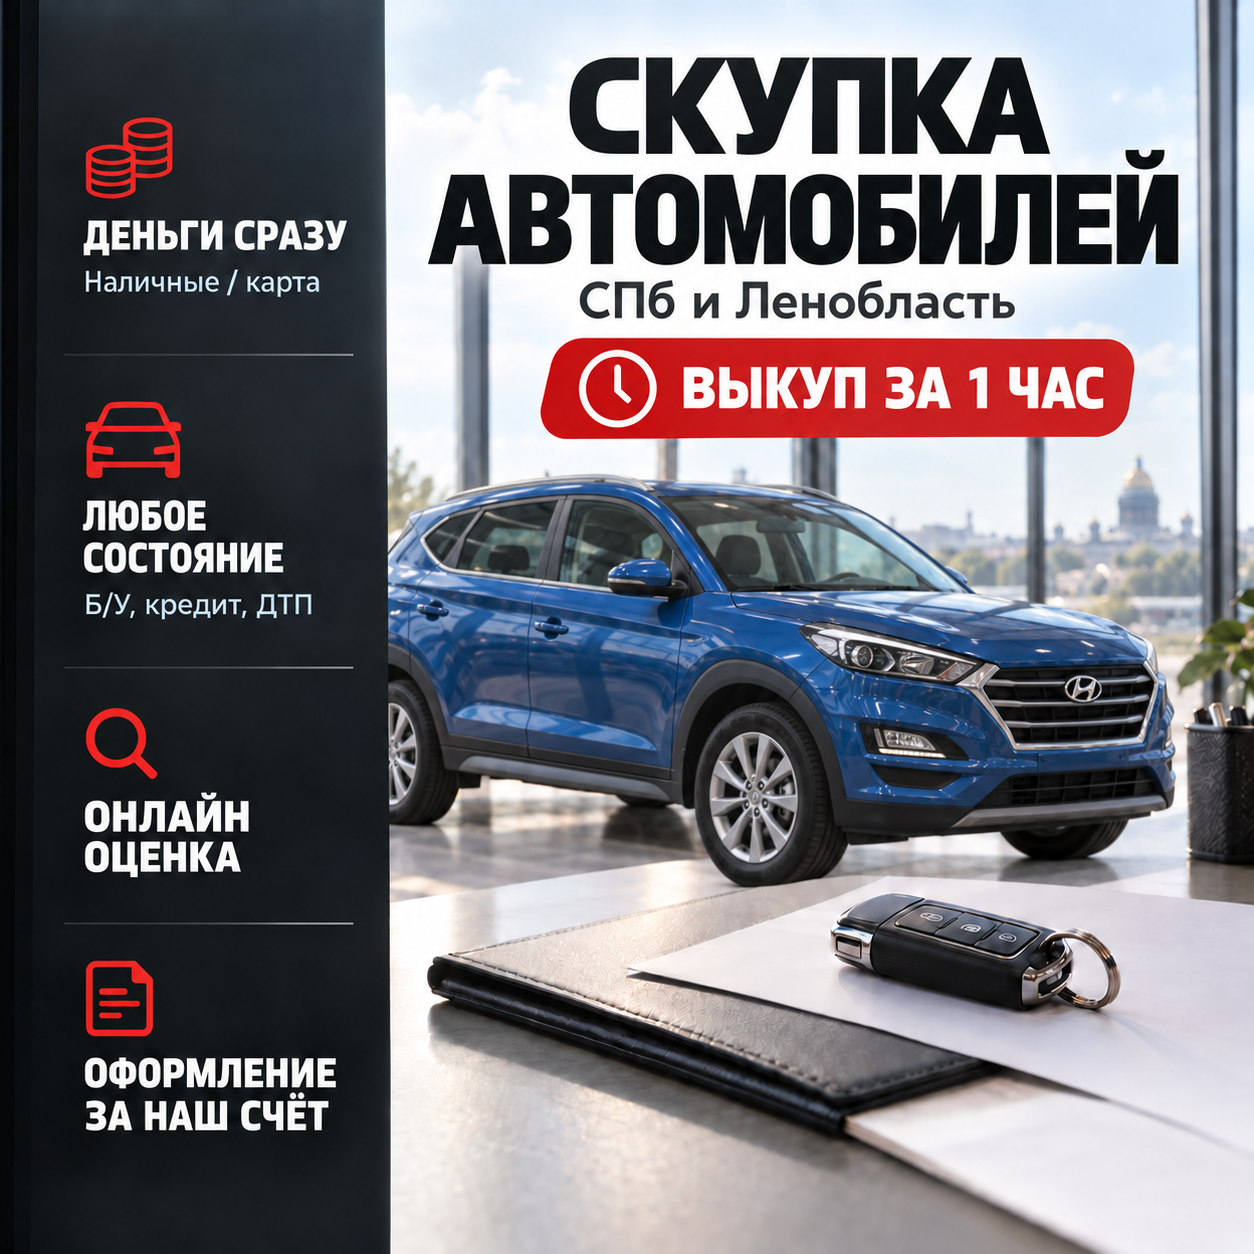 СКУПКА
АВТОМОБИЛЕЙ
СПб и Ленобласть
ВЫКУП ЗА 1 ЧАС
ДЕНЬГИ СРАЗУ
Наличные / карта
ЛЮБОЕ
СОСТОЯНИЕ
Б/У, кредит, ДТП
ОНЛАЙН
ОЦЕНКА
ОФОРМЛЕНИЕ
ЗА НАШ СЧЁТ